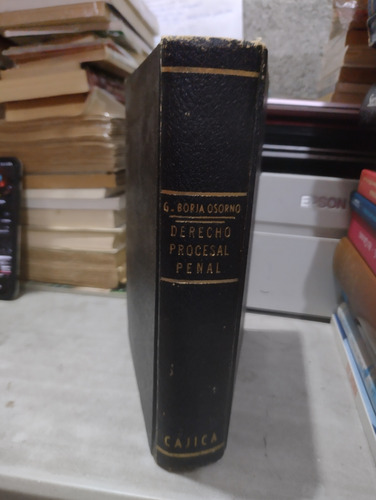 G. BORJA OSORNO
DERECHO
PROCESAL
PENAL
CAJICA
EPSON